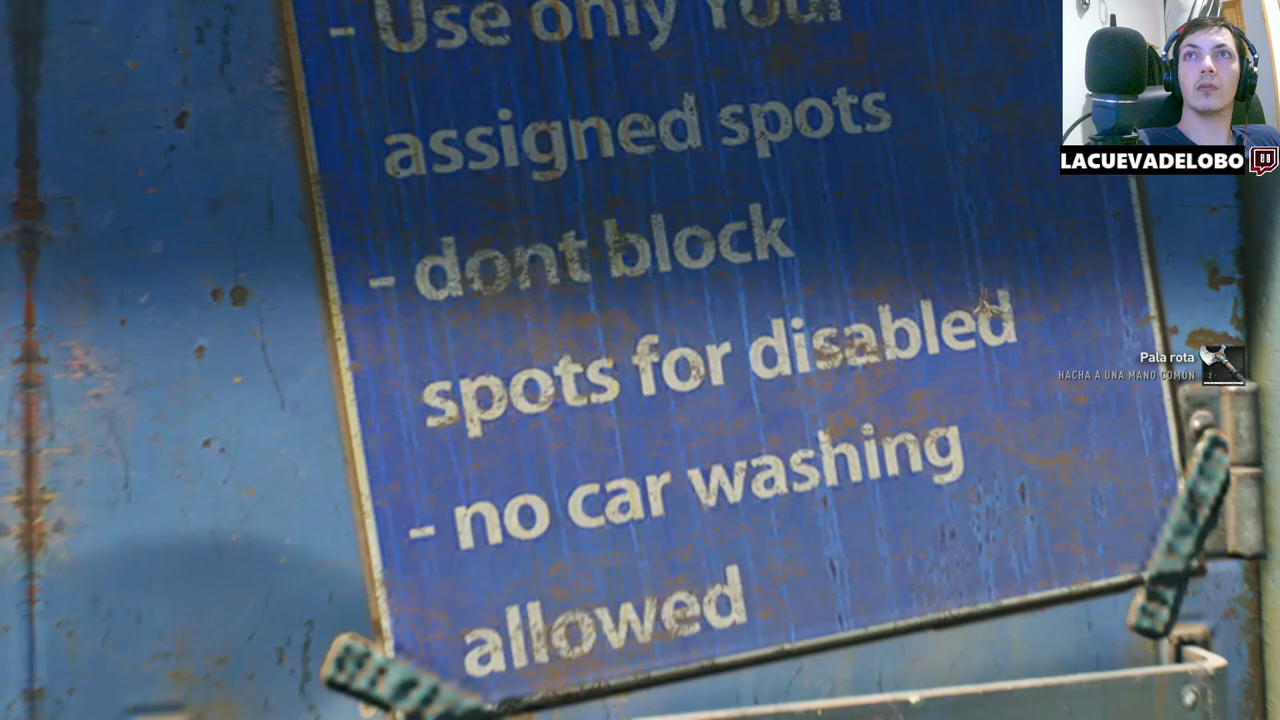 - Use only Your
assigned spots
- dont block
spots for disabled
- no car washing
allowed
LACUEVADELOBO
Pala rota
HACHA A UNA MANO COMÚN
2